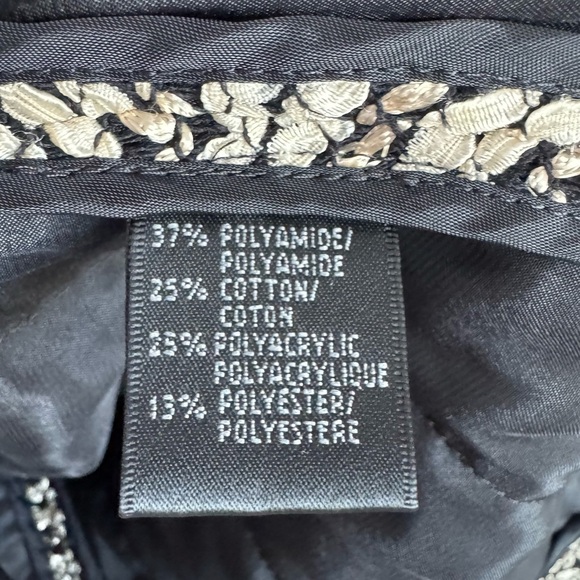 37% POLYAMIDE/
POLYAMIDE
25% COTTON/
COTON
25% POLYACRYLIC
POLYACRYLIQUE
13% POLYESTER/
POLYESTERE